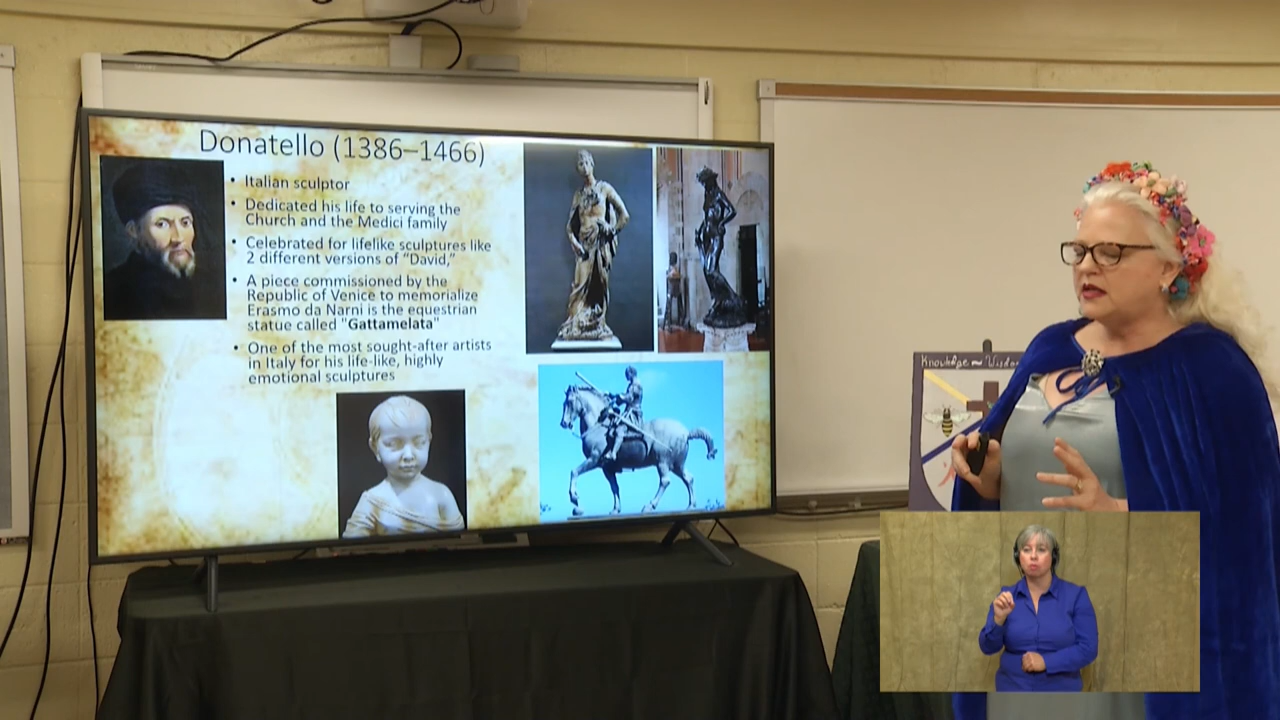 Donatello (1386–1466)
• Italian sculptor
• Dedicated his life to serving the
Church and the Medici family
• Celebrated for lifelike sculptures like
2 different versions of “David,”
• A piece commissioned by the
Republic of Venice to memorialize
Erasmo da Narni is the equestrian
statue called "Gattamelata"
• One of the most sought-after artists
in Italy for his life-like, highly
emotional sculptures
Knowledge ~